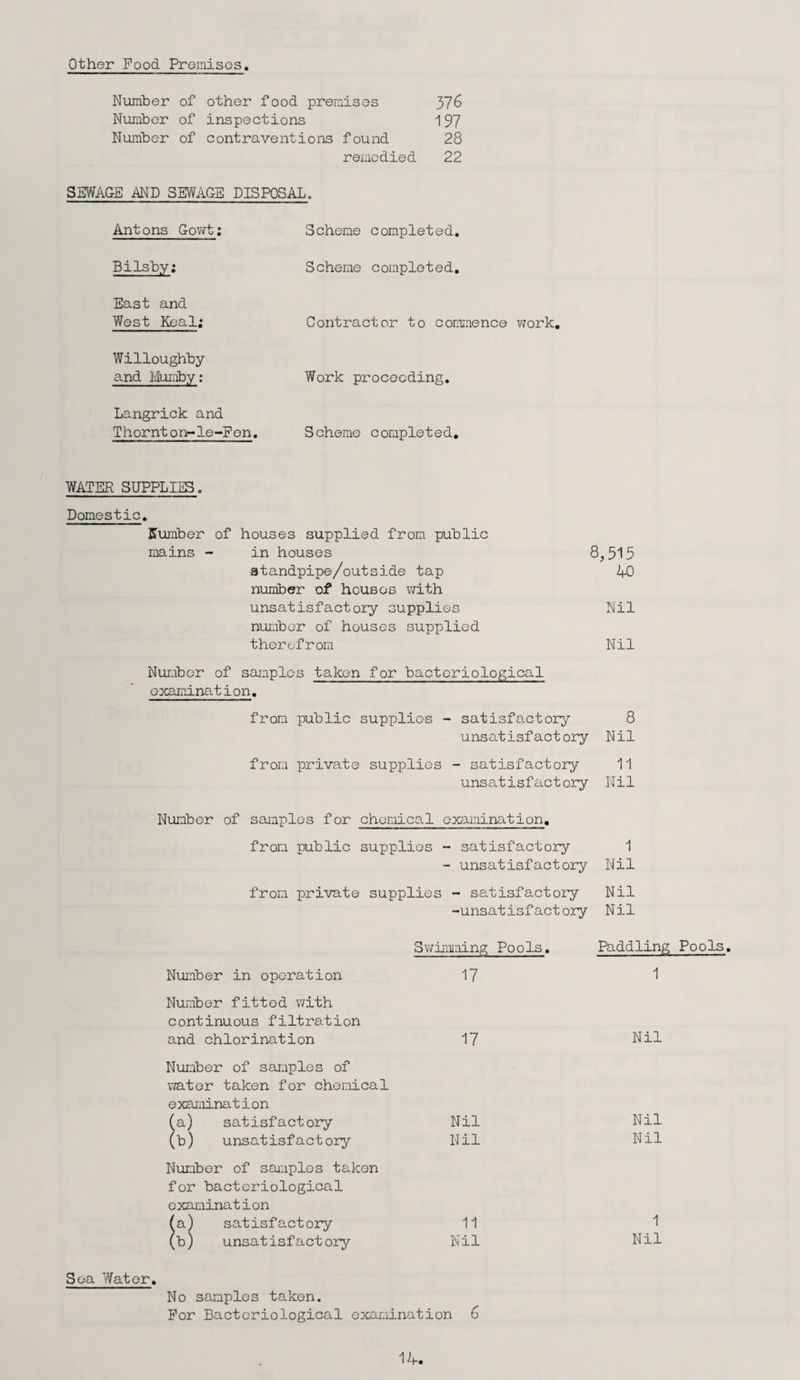 Other Food Premises.
Number of other food premises 376
Number of inspections 197
Number of contraventions found 28
remedied 22
SEWAGE AND SEWAGE DISPOSAL.
Antons Gowt: Scheme completed.
Bilsby: Scheme completed.
East and
West Keal: Contractor to commence work.
Willoughby
and Mumby: Work proceeding.
Langrick and
Thornton-le-Fen. Scheme completed.
WATER SUPPLIES.
Domestic.
Number of houses supplied from public
mains - in houses 8,515
standpipe/outside tap 40
number of houses with
unsatisfactory supplies Nil
number of houses supplied
therefrom Nil
Number of samples taken for bacteriological
examination.
from public supplies - satisfactory 8
unsatisfactory Nil
from private supplies - satisfactory 11
unsatisfactory Nil
Number of samples for chemical examination.
from public supplies - satisfactory 1
- unsatisfactory Nil
from private supplies - satisfactory Nil
-unsatisfactory Nil
Swimming Pools. Paddling Pools.
Number in operation 17 1
Number fitted with
continuous filtration
and chlorination 17 Nil
Number of samples of
water taken for chemical
examination
(a) satisfactory Nil Nil
(b) unsatisfactory Nil Nil
Number of samples taken
for bacteriological
examination
(a) satisfactory 11 1
(b) unsatisfactory Nil Nil
Sea Water.
No samples taken.
For Bacteriological examination 6
14.